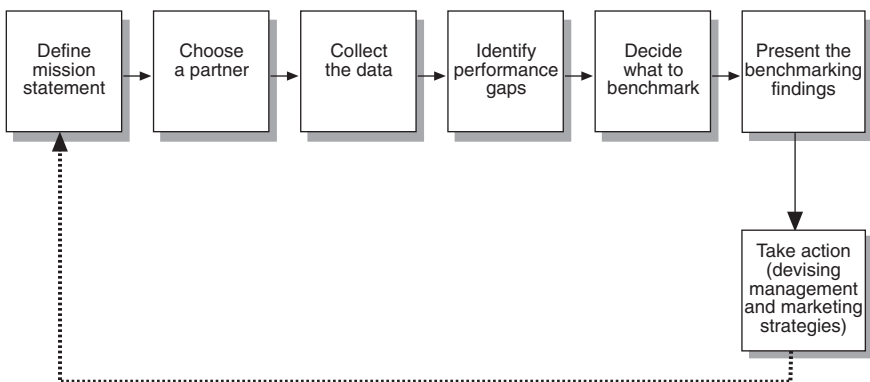 Define
mission
statement
Choose
a partner
Collect
the data
Identify
performance
gaps
Decide
what to
benchmark
Present the
benchmarking
findings
Take action
(devising
management
and marketing
strategies)